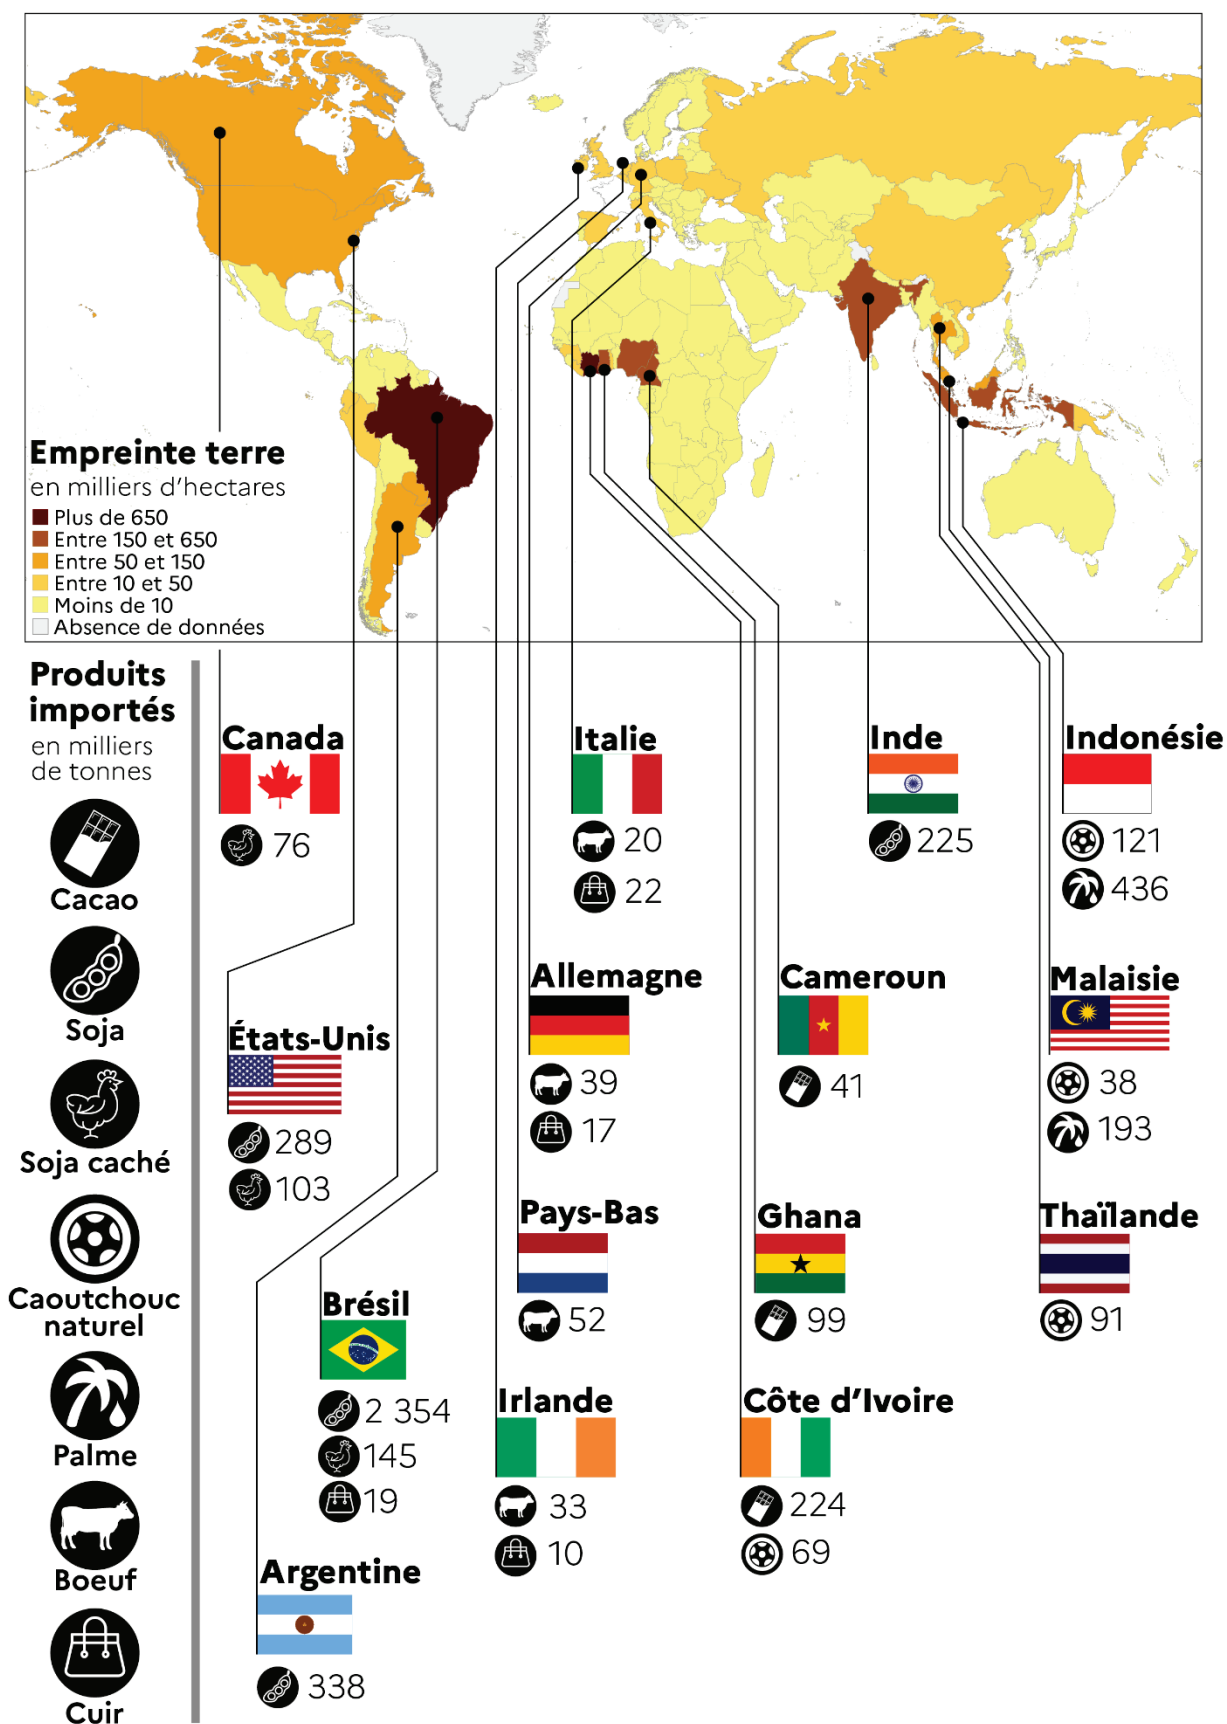 Empreinte terre
en milliers d'hectares
Plus de 650
Entre 150 et 650
Entre 50 et 150
Entre 10 et 50
Moins de 10
Absence de données
Produits
importés
en milliers
de tonnes
Cacao
Soja
Soja caché
Caoutchouc
naturel
Palme
Boeuf
Cuir
Canada
76
Italie
20
22
Inde
225
Indonésie
121
436
États-Unis
289
103
Allemagne
39
17
Cameroun
41
Malaisie
38
193
Pays-Bas
52
Ghana
99
Thaïlande
91
Brésil
2 354
145
19
Irlande
33
10
Côte d'Ivoire
224
69
Argentine
338